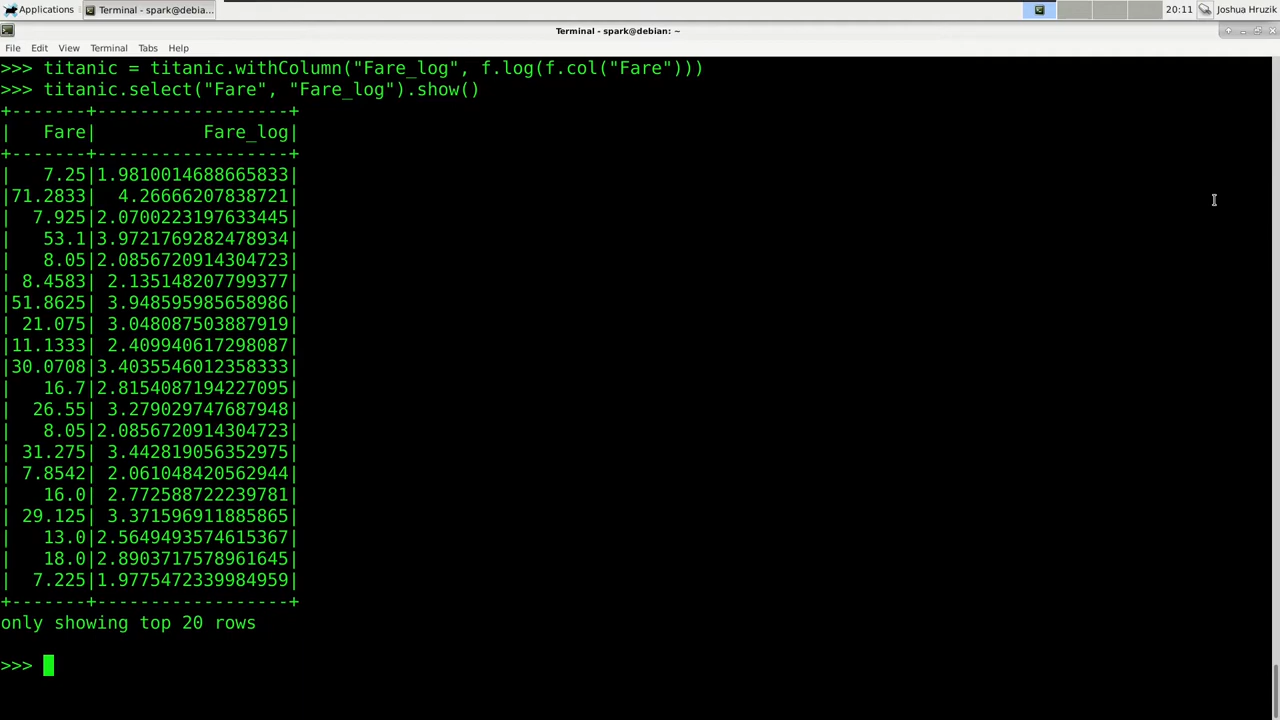 Applications Terminal - spark@debia... 20:11 Joshua Hruzik
Terminal - spark@debian: ~
File Edit View Terminal Tabs Help
>>> titanic = titanic.withColumn("Fare_log", f.log(f.col("Fare")))
>>> titanic.select("Fare", "Fare_log").show()
+-------+------------------+
|   Fare|          Fare_log|
+-------+------------------+
|   7.25|1.9810014688665833|
|71.2833|  4.26666207838721|
|  7.925|2.0700223197633445|
|   53.1|3.9721769282478934|
|   8.05|2.0856720914304723|
| 8.4583| 2.135148207799377|
|51.8625| 3.948595985658986|
| 21.075| 3.048087503887919|
|11.1333| 2.409940617298087|
|30.0708|3.4035546012358333|
|   16.7|2.8154087194227095|
|  26.55| 3.279029747687948|
|   8.05|2.0856720914304723|
| 31.275| 3.442819056352975|
| 7.8542| 2.061048420562944|
|   16.0| 2.772588722239781|
| 29.125| 3.371596911885865|
|   13.0|2.56494935746 15367|
|   18.0|2.8903717578961645|
|  7.225|1.9775472339984959|
+-------+------------------+
only showing top 20 rows
>>>